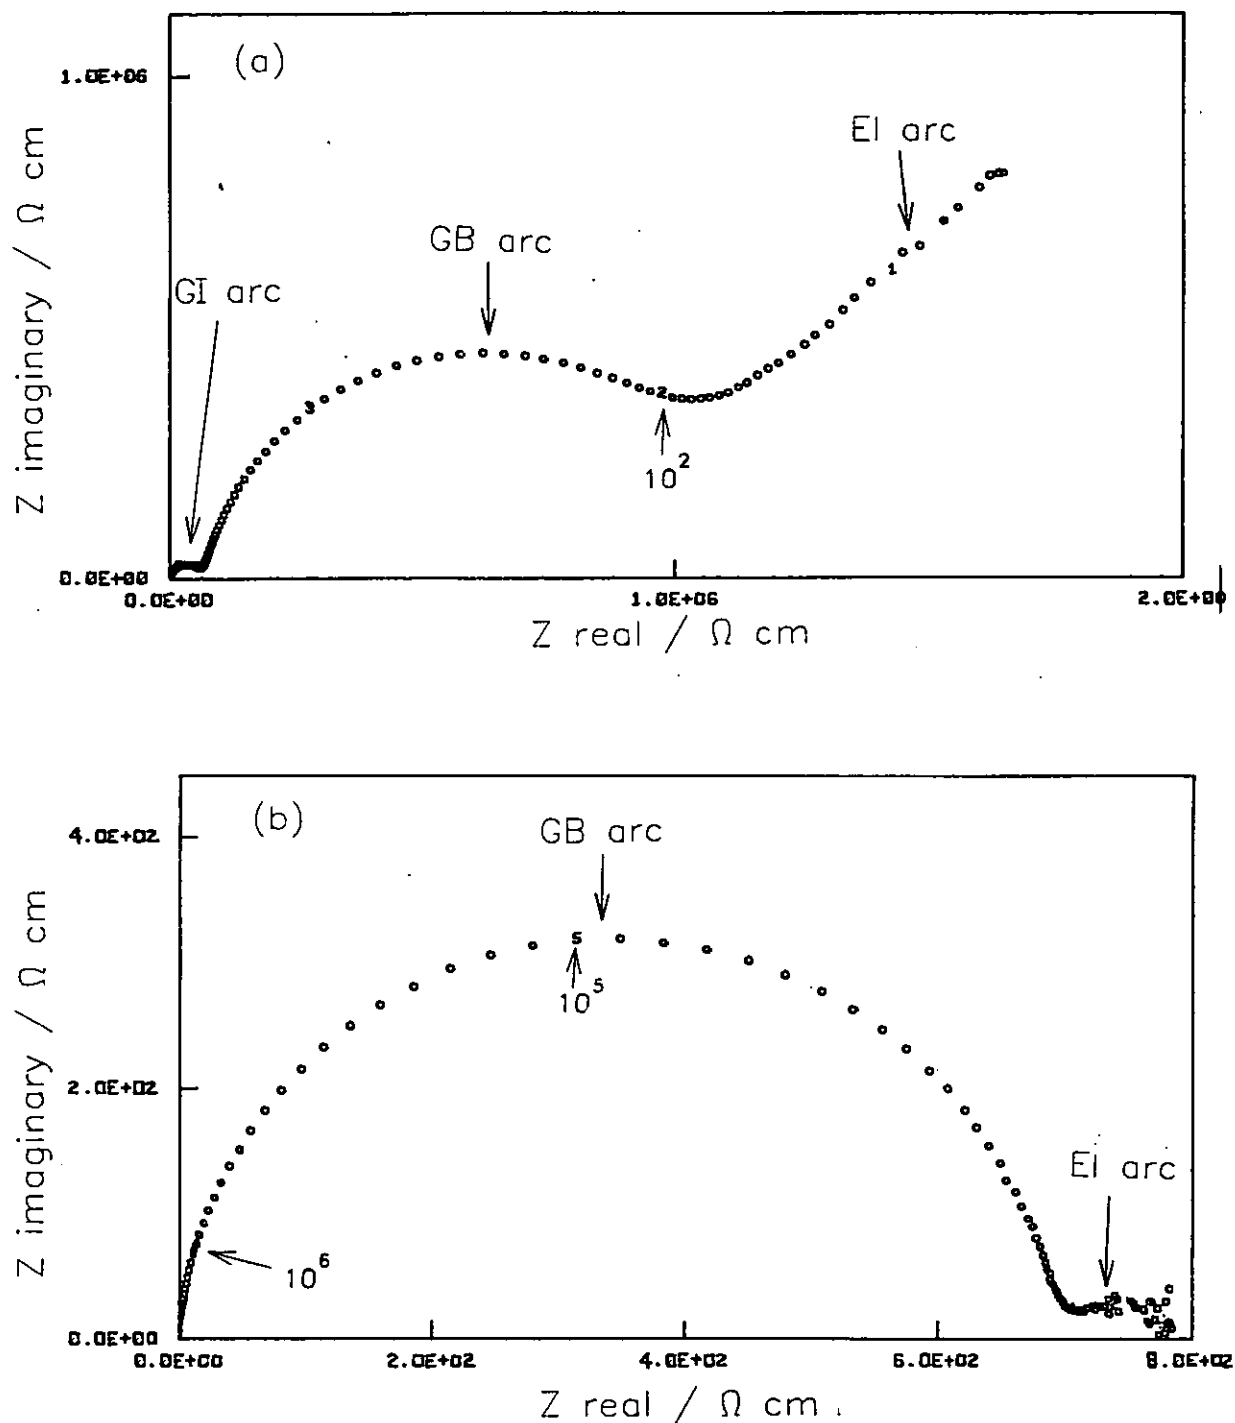 (a)
1.0E+06
EI arc
GB arc
GI arc
1
3
2
10²
0.0E+00
0.0E+00
1.0E+06
2.0E+00
Z imaginary / Ω cm
Z real / Ω cm
(b)
4.0E+02
GB arc
5
10⁵
2.0E+02
EI arc
10⁶
0.0E+00
0.0E+00
2.0E+02
4.0E+02
6.0E+02
8.0E+02
Z imaginary / Ω cm
Z real / Ω cm